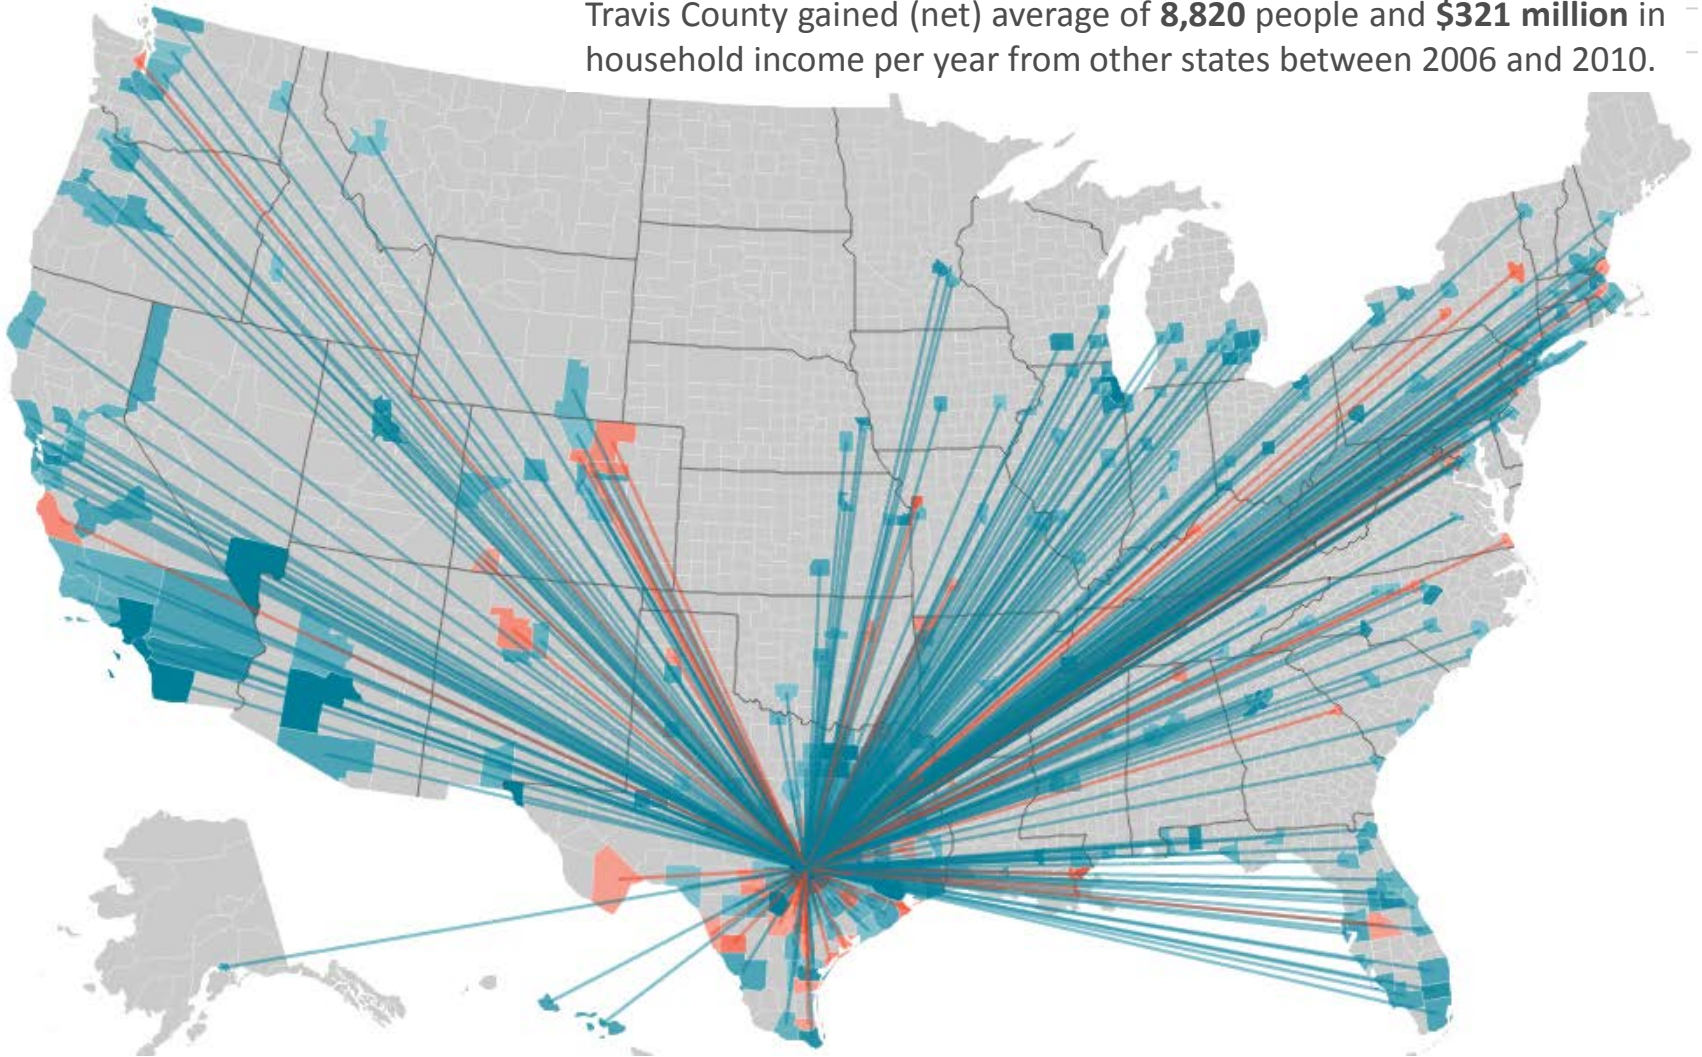 Travis County gained (net) average of 8,820 people and $321 million in
household income per year from other states between 2006 and 2010.